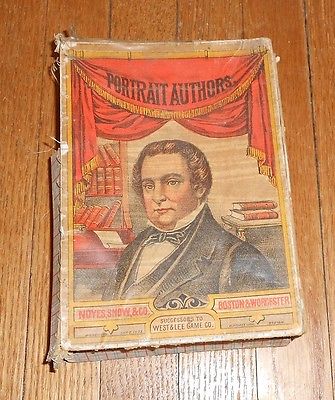 PORTRAIT AUTHORS.
NOYES, SNOW, & CO. BOSTON & WORCESTER
SUCCESSORS TO
WEST & LEE GAME CO.